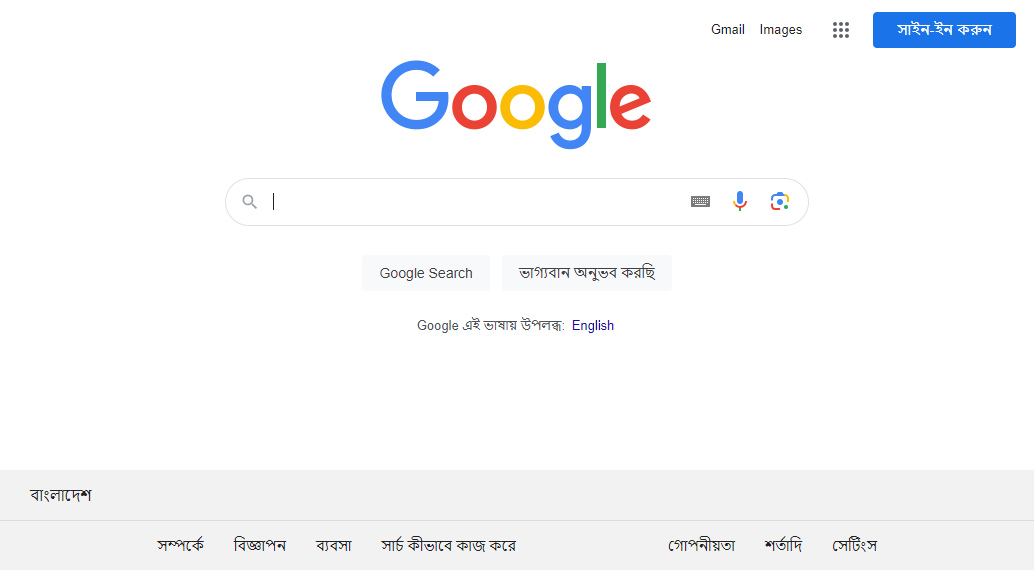 Gmail Images সাইন-ইন করুন
Google
Google Search ভাগ্যবান অনুভব করছি
Google এই ভাষায় উপলব্ধ: English
বাংলাদেশ
সম্পর্কে বিজ্ঞাপন ব্যবসা সার্চ কীভাবে কাজ করে গোপনীয়তা শর্তাদি সেটিংস